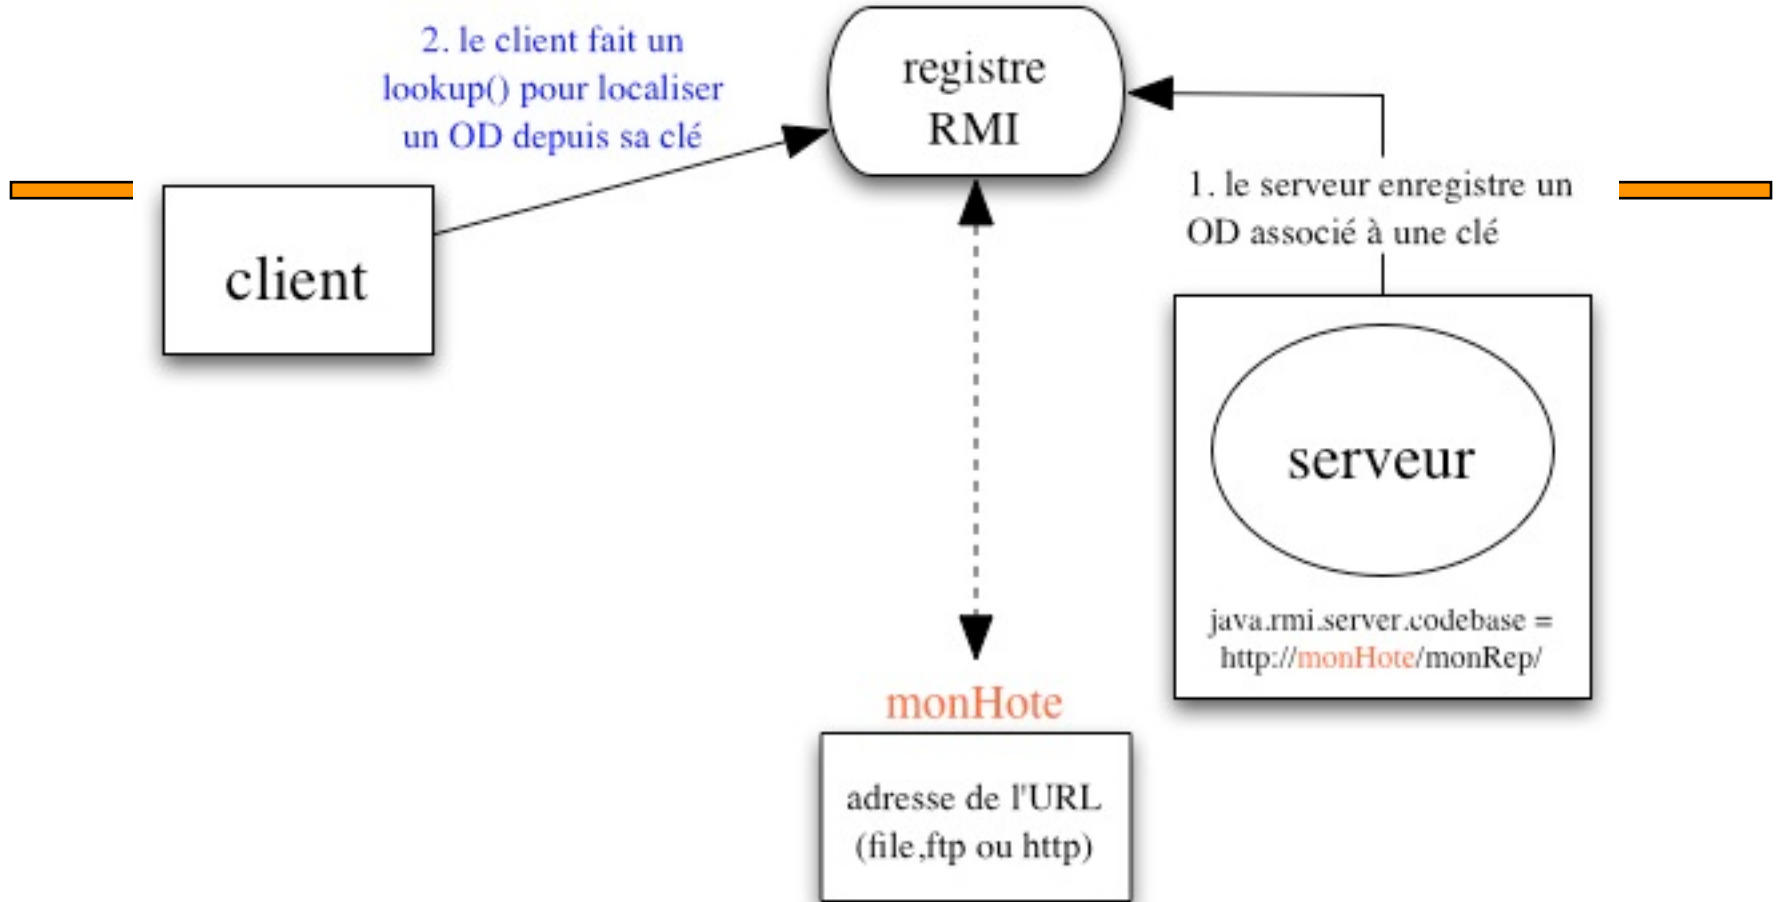 2. le client fait un
lookup() pour localiser
un OD depuis sa clé
registre
RMI
1. le serveur enregistre un
OD associé à une clé
client
serveur
java.rmi.server.codebase =
http://monHote/monRep/
monHote
adresse de l'URL
(file,ftp ou http)